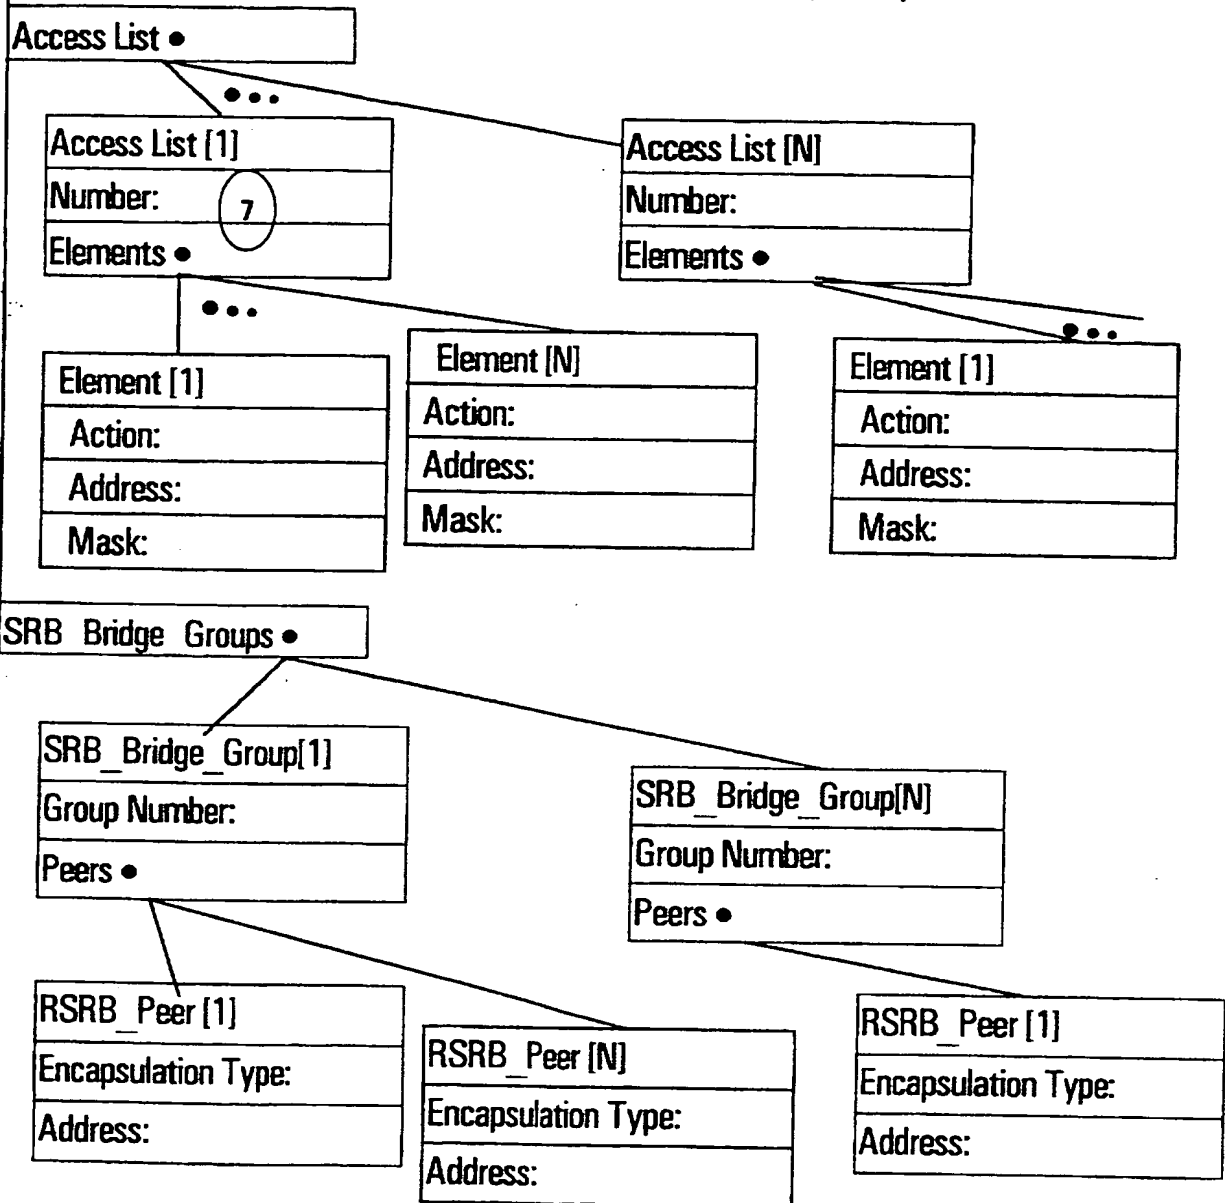 Access List •
Access List [1]
Number:
7
Elements •
Access List [N]
Number:
Elements •
Element [1]
Action:
Address:
Mask:
Element [N]
Action:
Address:
Mask:
Element [1]
Action:
Address:
Mask:
SRB Bridge Groups •
SRB_Bridge_Group[1]
Group Number:
Peers •
SRB_Bridge_Group[N]
Group Number:
Peers •
RSRB_Peer [1]
Encapsulation Type:
Address:
RSRB_Peer [N]
Encapsulation Type:
Address:
RSRB_Peer [1]
Encapsulation Type:
Address: